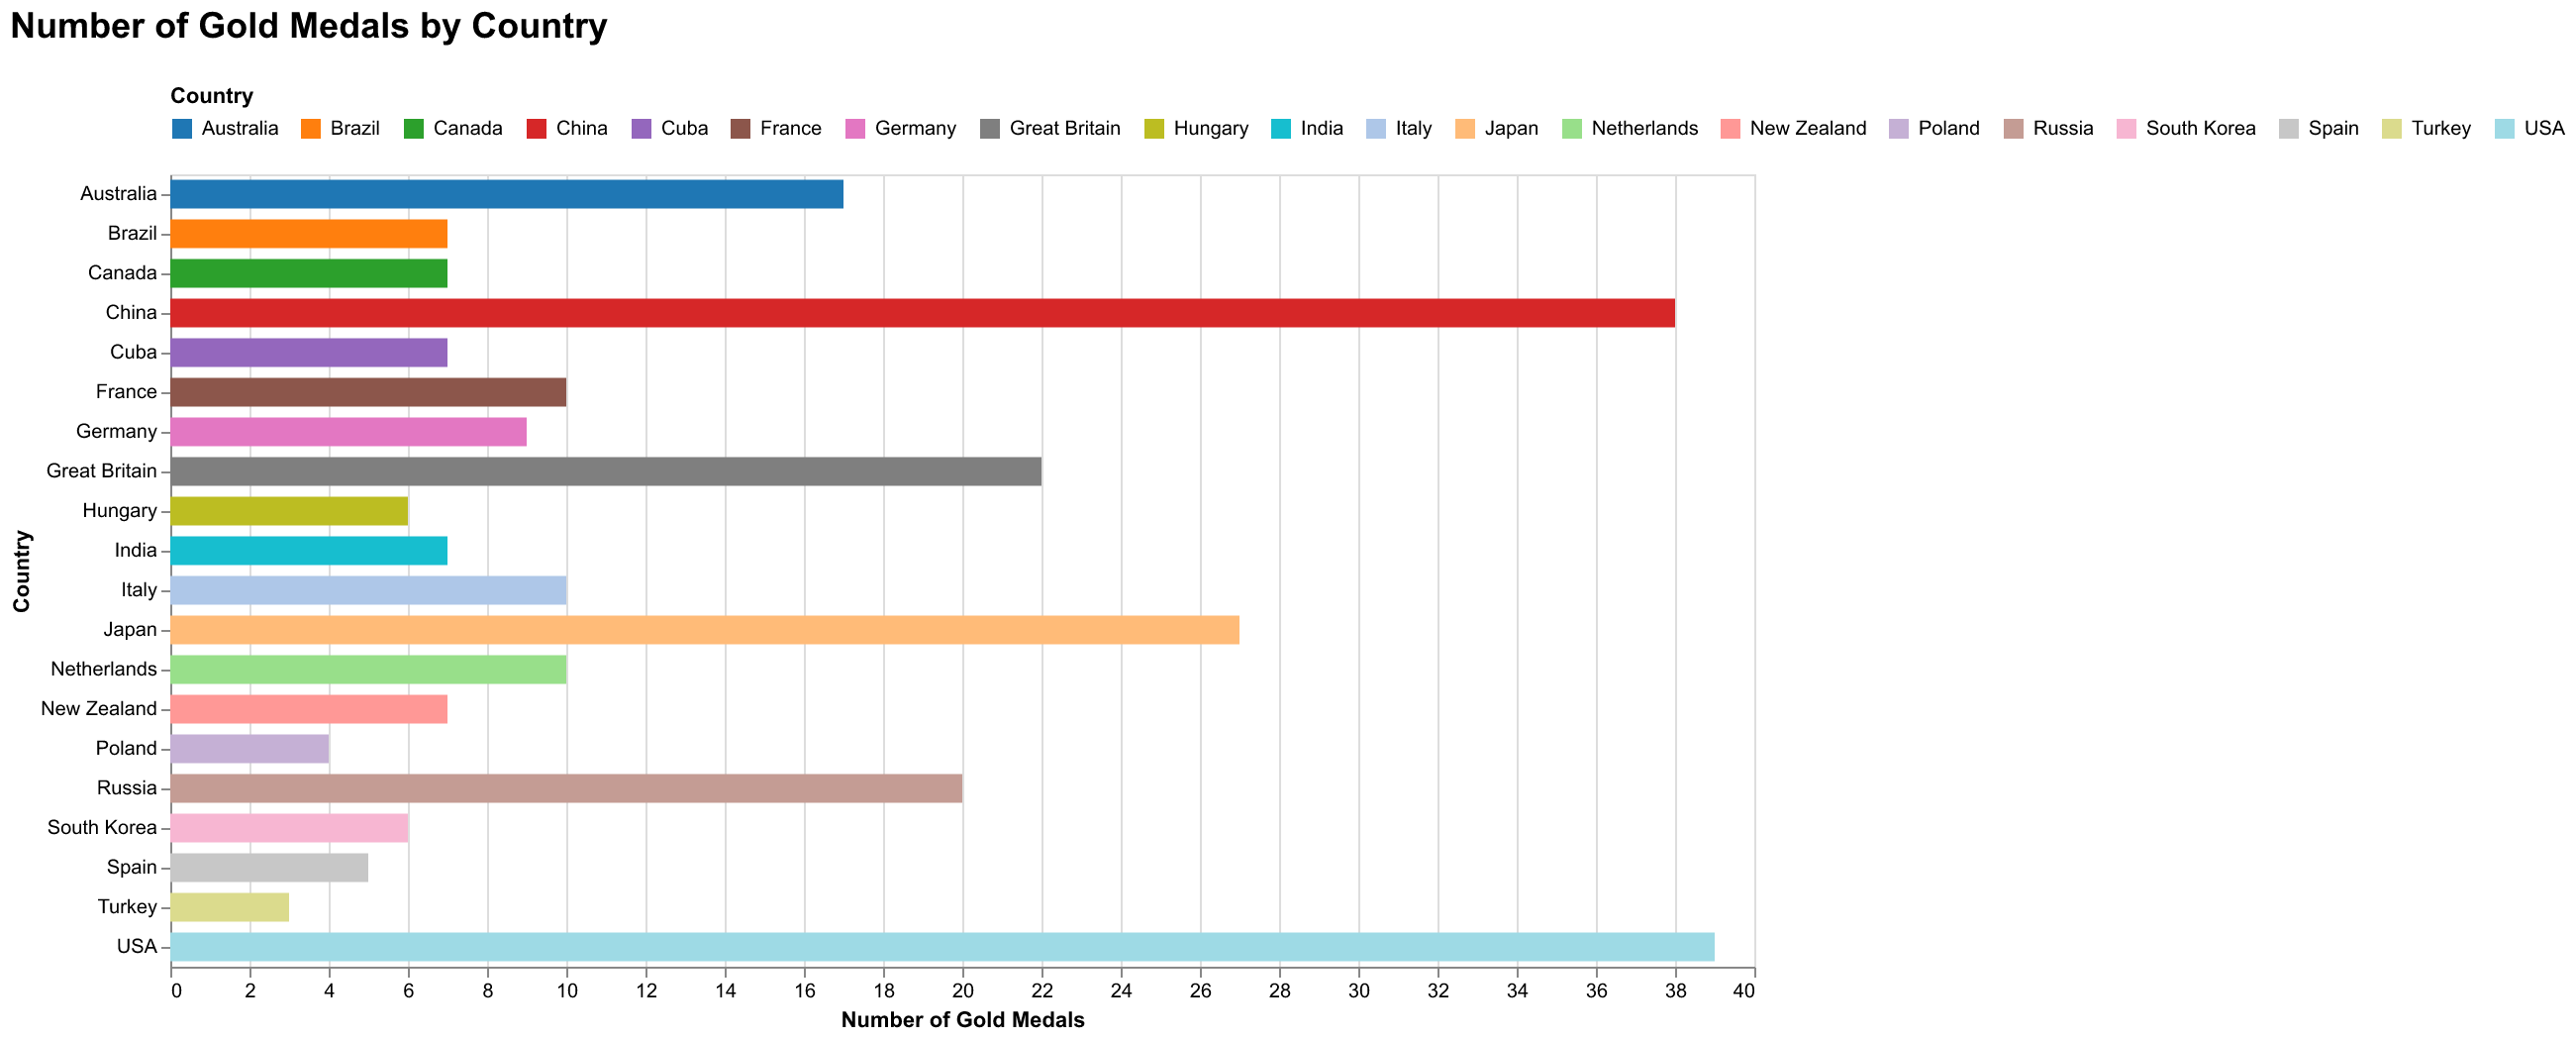 Number of Gold Medals by Country
Country
Australia Brazil Canada China Cuba France Germany Great Britain Hungary India Italy Japan Netherlands New Zealand Poland Russia South Korea Spain Turkey USA
Country
Australia
Brazil
Canada
China
Cuba
France
Germany
Great Britain
Hungary
India
Italy
Japan
Netherlands
New Zealand
Poland
Russia
South Korea
Spain
Turkey
USA
0 2 4 6 8 10 12 14 16 18 20 22 24 26 28 30 32 34 36 38 40
Number of Gold Medals